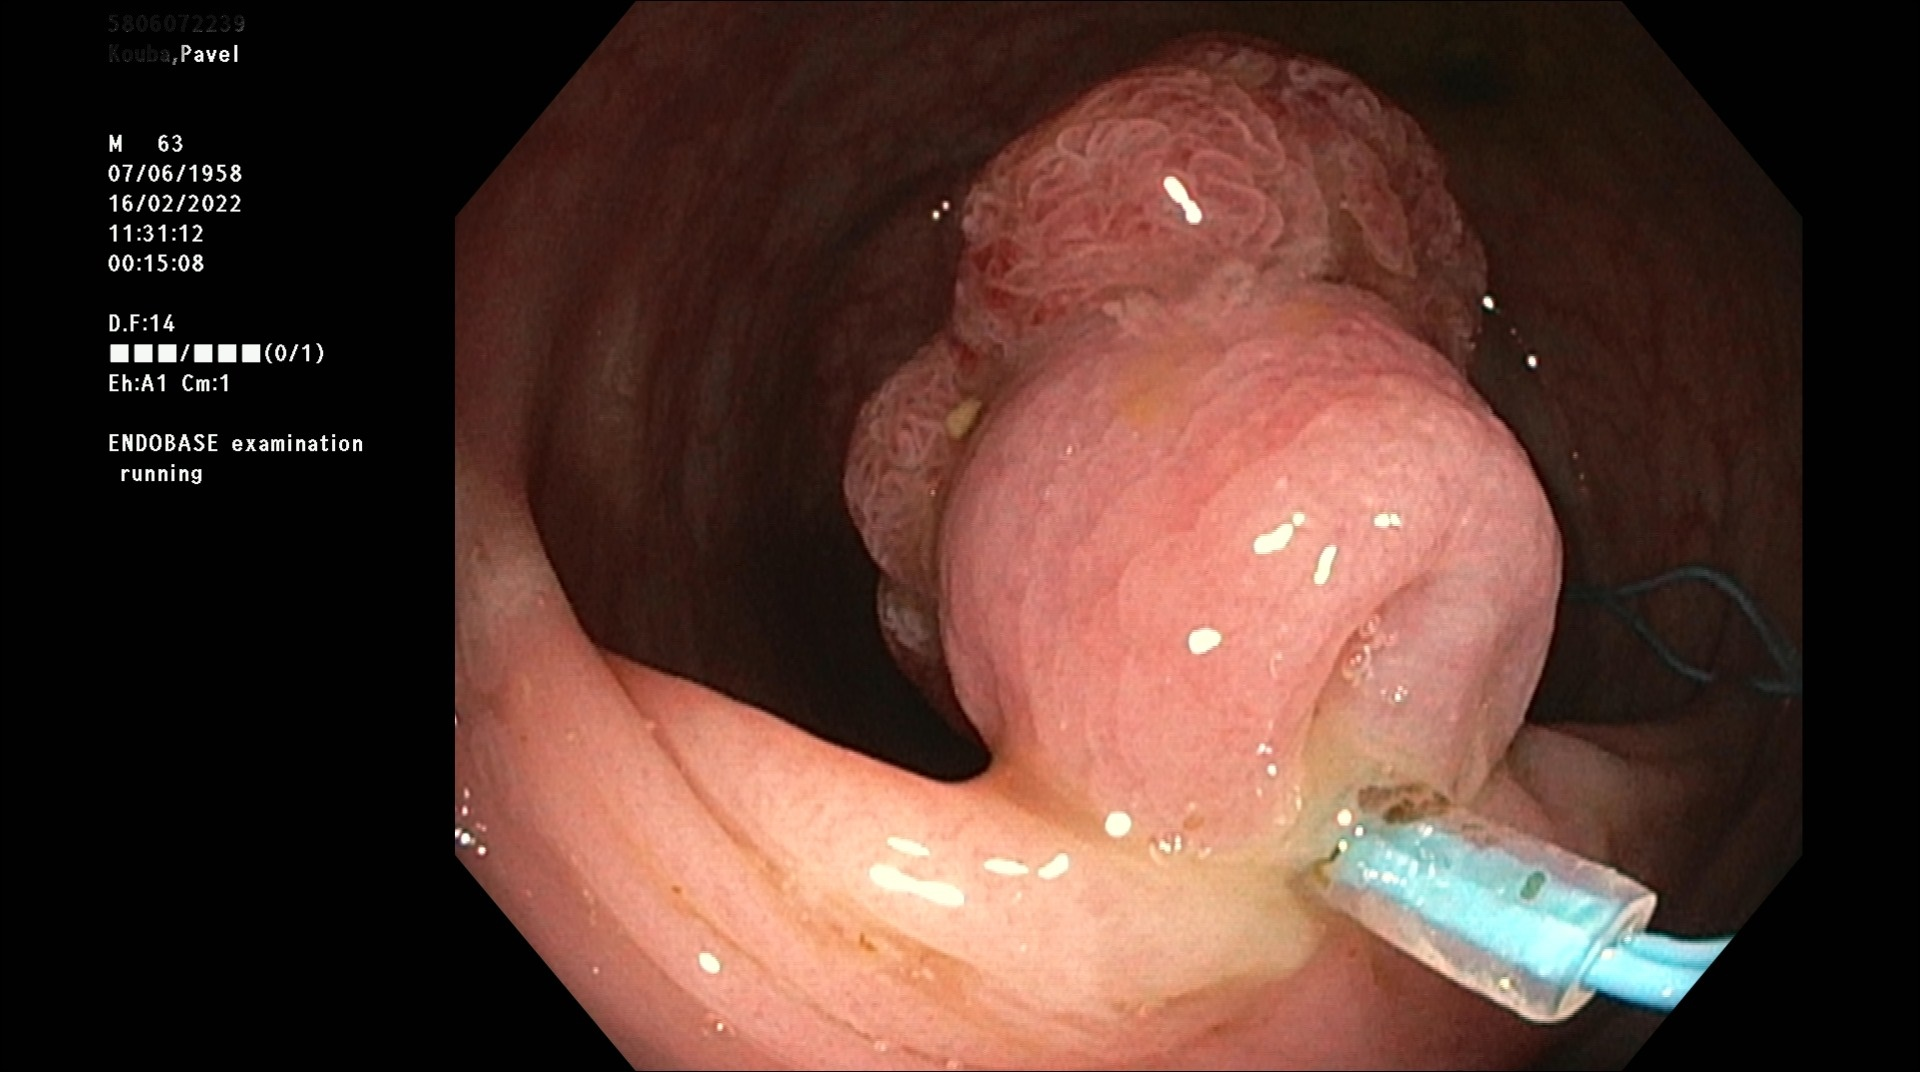 5806072239
Kouba,Pavel
M 63
07/06/1958
16/02/2022
11:31:12
00:15:08
D.F:14
■■■/■■■(0/1)
Eh:A1 Cm:1
ENDOBASE examination
running